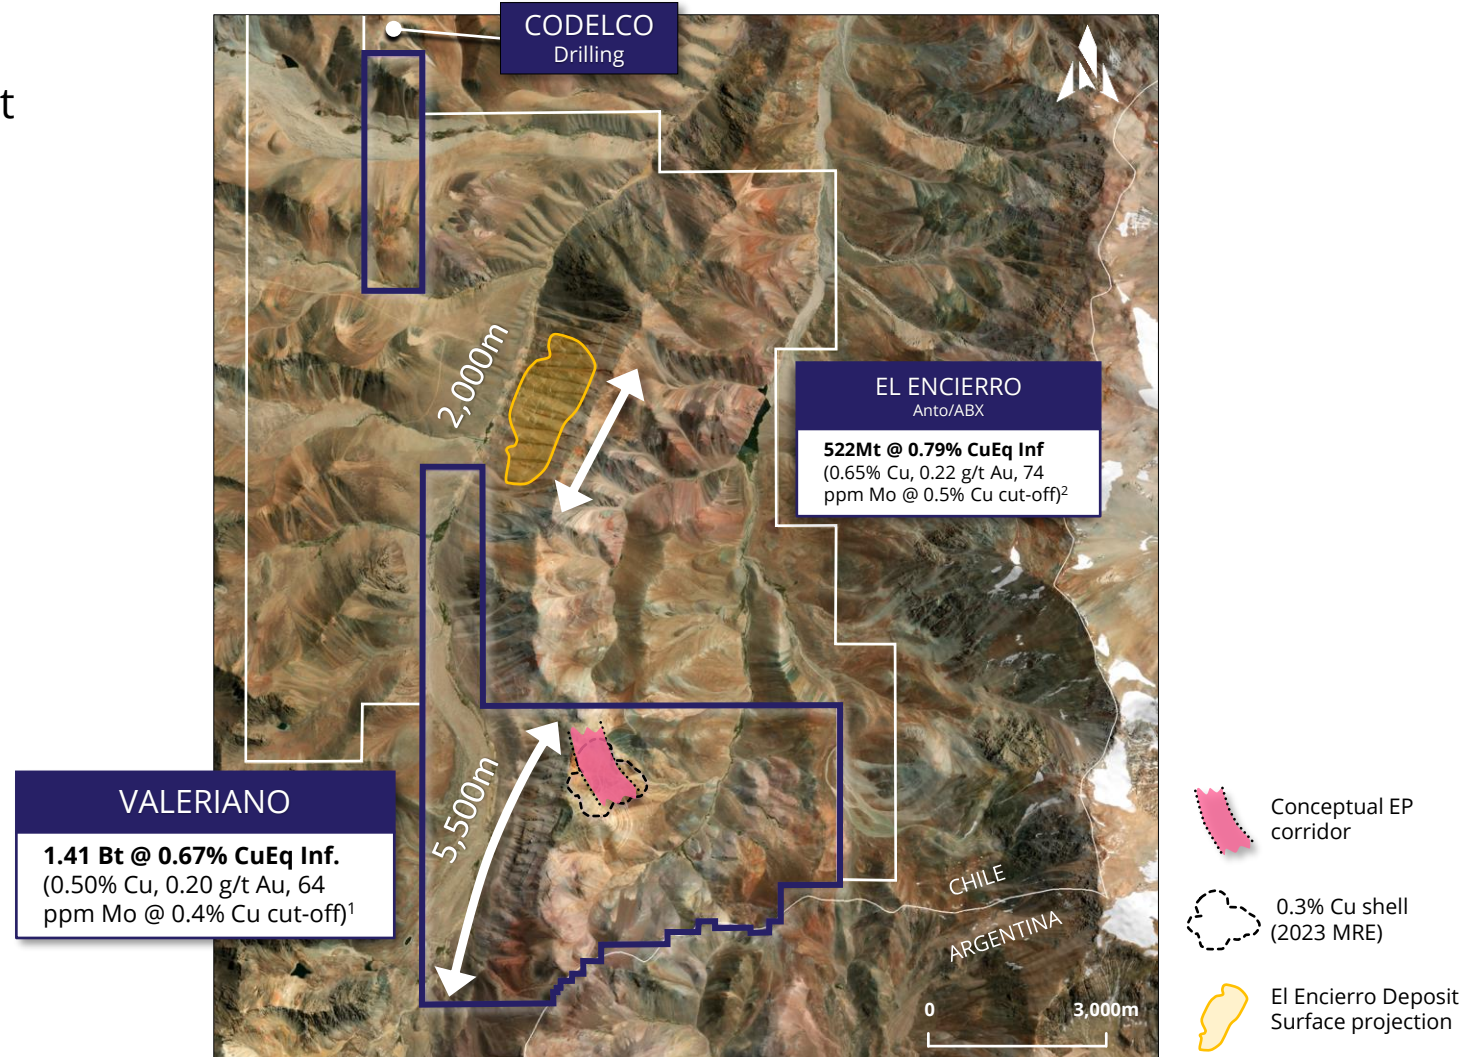 t
CODELCO
Drilling
N
2,000m
EL ENCIERRO
Anto/ABX
522Mt @ 0.79% CuEq Inf
(0.65% Cu, 0.22 g/t Au, 74
ppm Mo @ 0.5% Cu cut-off)²
5,500m
VALERIANO
1.41 Bt @ 0.67% CuEq Inf.
(0.50% Cu, 0.20 g/t Au, 64
ppm Mo @ 0.4% Cu cut-off)¹
CHILE
ARGENTINA
0 3,000m
Conceptual EP
corridor
0.3% Cu shell
(2023 MRE)
El Encierro Deposit
Surface projection